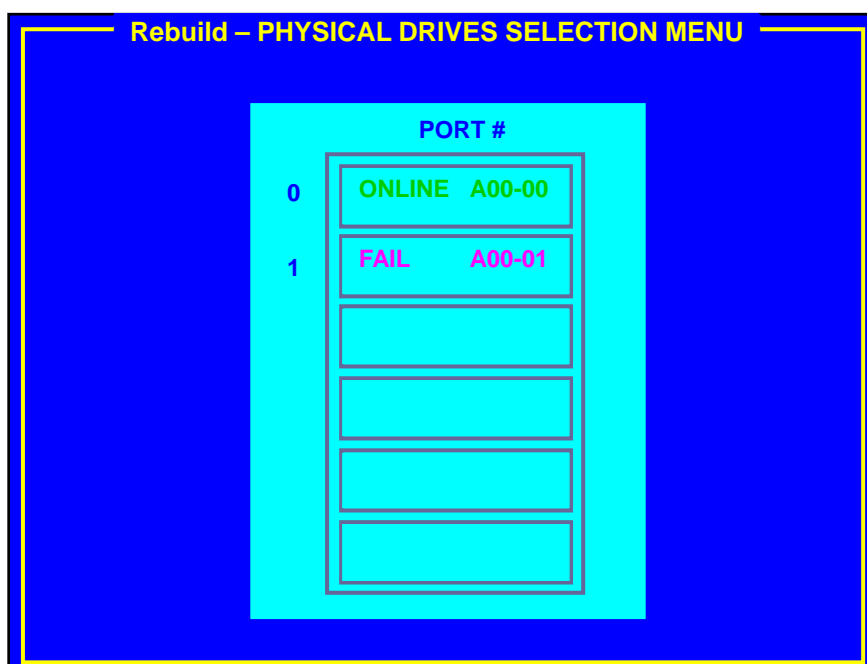 Rebuild – PHYSICAL DRIVES SELECTION MENU
PORT #
0 ONLINE A00-00
1 FAIL A00-01